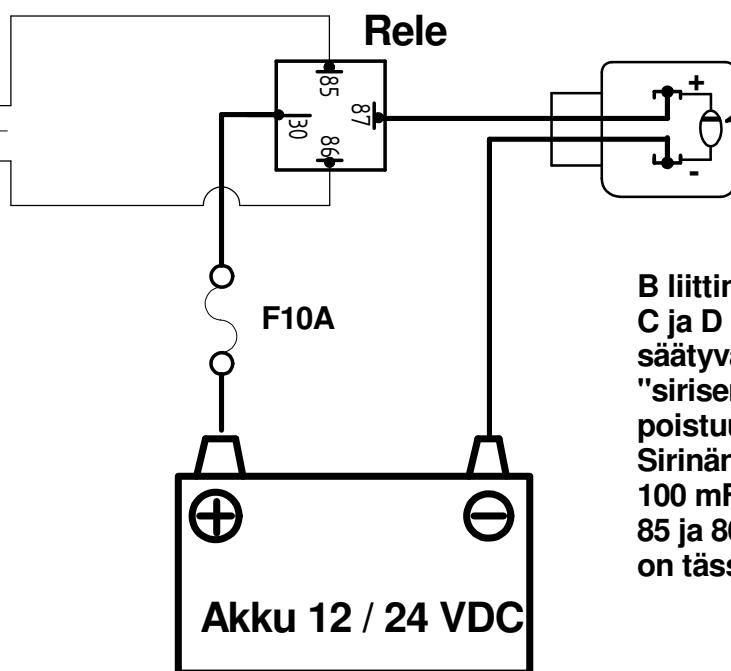 Rele
85
87
30
86
+
-
F10A
B liittin
C ja D
säätyvä
"sirisen
poistuu
Sirinän
100 mF
85 ja 86
on täss
Akku 12 / 24 VDC